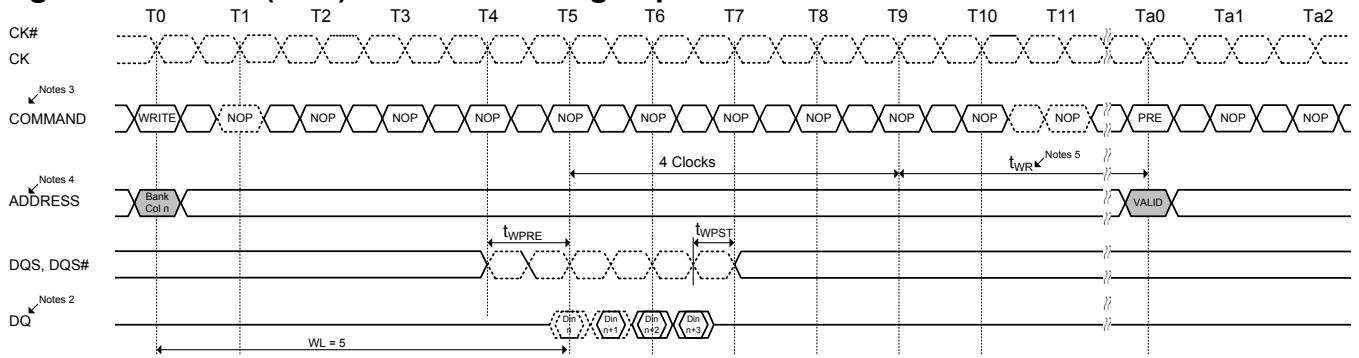 T0 T1 T2 T3 T4 T5 T6 T7 T8 T9 T10 T11 Ta0 Ta1 Ta2
CK#
CK
Notes 3
COMMAND WRITE NOP NOP NOP NOP NOP NOP NOP NOP NOP NOP NOP PRE NOP NOP
4 Clocks tWR Notes 5
Notes 4
ADDRESS Bank Col n VALID
tWPRE tWPST
DQS, DQS#
Notes 2
DQ Din n Din n+1 Din n+2 Din n+3
WL = 5